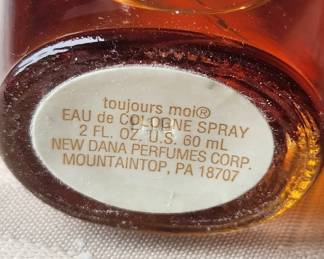 toujours moi®
EAU de COLOGNE SPRAY
2 FL. OZ. U.S. 60 mL
NEW DANA PERFUMES CORP.
MOUNTAINTOP, PA 18707